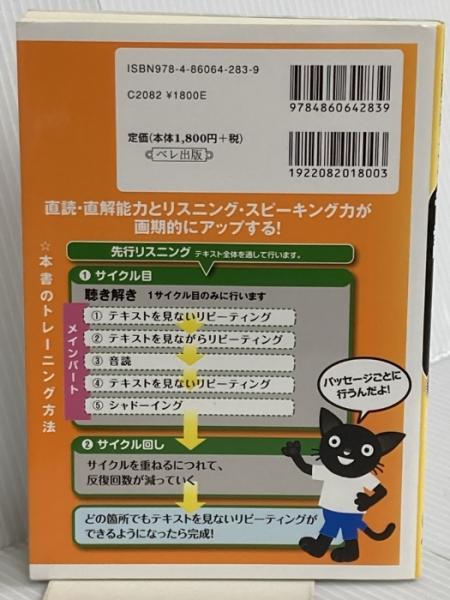 ISBN978-4-86064-283-9
C2082 ¥1800E
定価(本体1,800円+税)
ベレ出版
9784860642839
1922082018003
直読・直解能力とリスニング・スピーキング力が
画期的にアップする!
☆本書のトレーニング方法
先行リスニング テキスト全体を通して行います。
❶ サイクル目
聴き解き 1サイクル目のみに行います
メインパート
① テキストを見ないリピーティング
② テキストを見ながらリピーティング
③ 音読
④ テキストを見ないリピーティング
⑤ シャドーイング
パッセージごとに
行うんだよ!
❷ サイクル回し
サイクルを重ねるにつれて、
反復回数が減っていく
どの箇所でもテキストを見ないリピーティングが
できるようになったら完成!